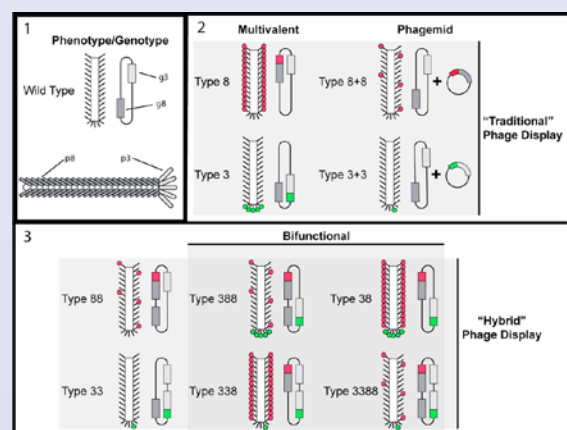 1
Phenotype/Genotype
Wild Type
g3
g8
p8
p3
2
Multivalent
Phagemid
Type 8
Type 8+8
+
Type 3
Type 3+3
+
“Traditional”
Phage Display
3
Bifunctional
Type 88
Type 388
Type 38
Type 33
Type 338
Type 3388
“Hybrid”
Phage Display